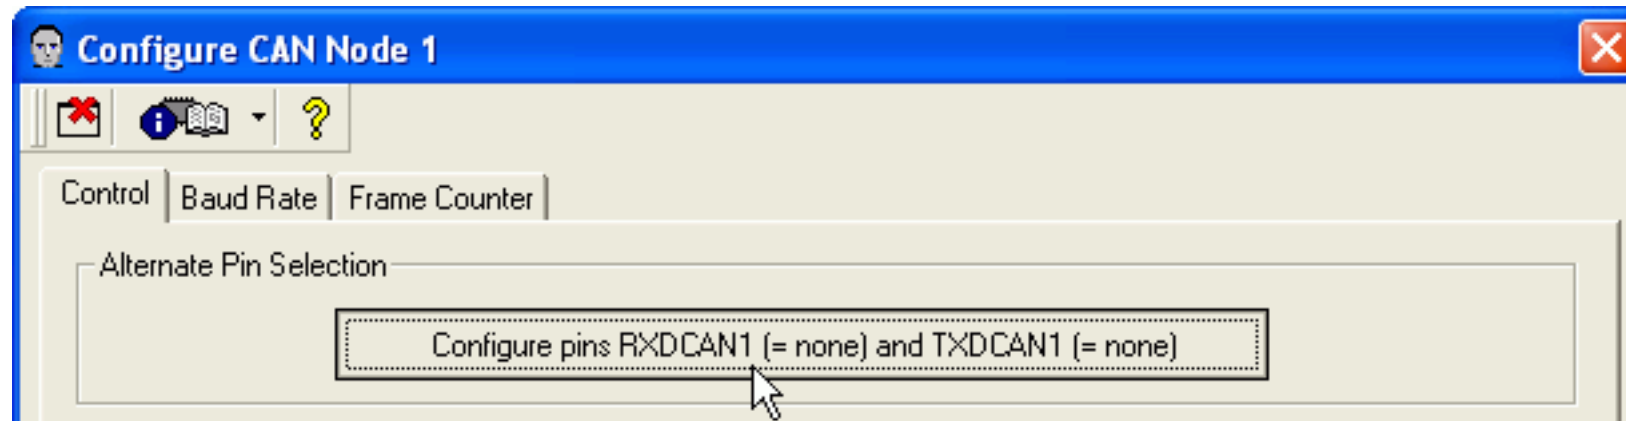 Configure CAN Node 1
Control Baud Rate Frame Counter
Alternate Pin Selection
Configure pins RXDCAN1 (= none) and TXDCAN1 (= none)